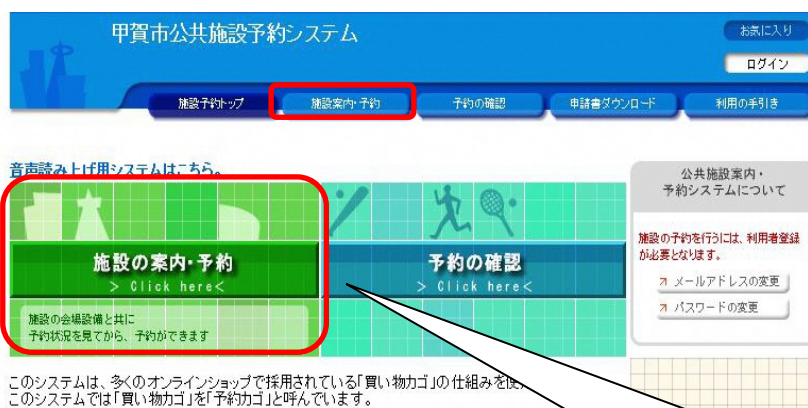 甲賀市公共施設予約システム
お気に入り
ログイン
施設予約トップ
施設案内・予約
予約の確認
申請書ダウンロード
利用の手引き
音声読み上げ用システムはこちら。
施設の案内・予約
> Click here<
施設の会場設備と共に
予約状況を見てから、予約ができます
予約の確認
> Click here<
公共施設案内・
予約システムについて
施設の予約を行うには、利用者登録
が必要となります。
メールアドレスの変更
パスワードの変更
このシステムは、多くのオンラインショップで採用されている「買い物カゴ」の仕組みを使
このシステムでは「買い物カゴ」を「予約カゴ」と呼んでいます。